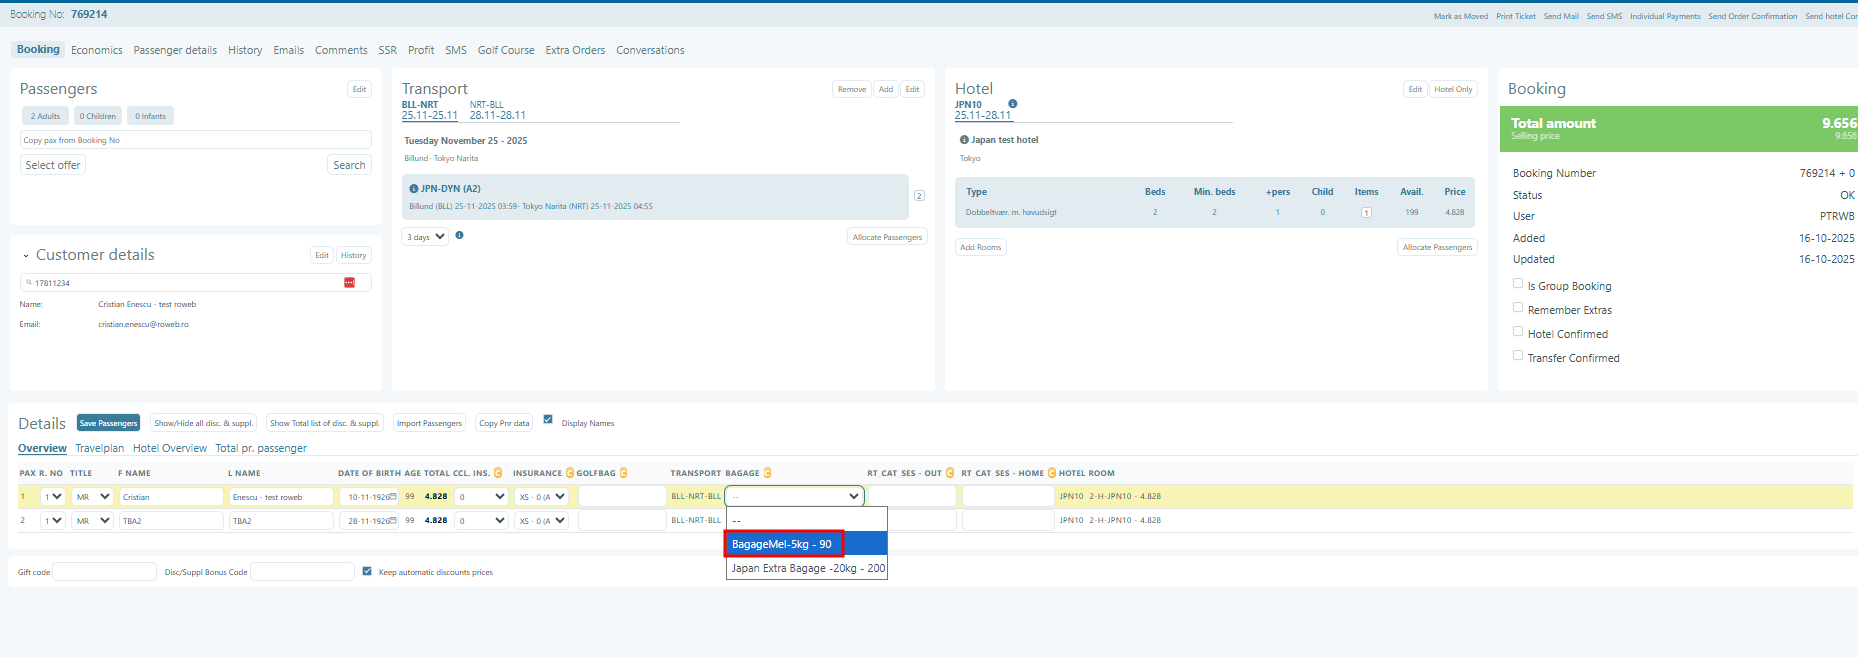 Booking No: 769214
Mark as Moved Print Ticket Send Mail Send SMS Individual Payments Send Order Confirmation Send hotel Con
Booking Economics Passenger details History Emails Comments SSR Profit SMS Golf Course Extra Orders Conversations
Passengers
Edit
2 Adults 0 Children 0 Infants
Copy pax from Booking No
Select offer Search
Customer details
Edit History
17811234
Name: Cristian Enescu - test roweb
Email: cristian.enescu@roweb.ro
Transport
Remove Add Edit
BLL-NRT NRT-BLL
25.11-25.11 28.11-28.11
Tuesday November 25 - 2025
Billund- Tokyo Narita
JPN-DYN (A2)
Billund (BLL) 25-11-2025 03:59- Tokyo Narita (NRT) 25-11-2025 04:55
2
3 days
Allocate Passengers
Hotel
Edit Hotel Only
JPN10
25.11-28.11
Japan test hotel
Tokyo
Type Beds Min. beds +pers Child Items Avail. Price
Dobbeltvær. m. havudsigt 2 2 1 0 1 199 4.828
Add Rooms Allocate Passengers
Booking
Total amount 9.656
Selling price 9.656
Booking Number 769214 + 0
Status OK
User PTRWB
Added 16-10-2025
Updated 16-10-2025
Is Group Booking
Remember Extras
Hotel Confirmed
Transfer Confirmed
Details Save Passengers Show/Hide all disc. & suppl. Show Total list of disc. & suppl. Import Passengers Copy Pnr data Display Names
Overview Travelplan Hotel Overview Total pr. passenger
PAX R. NO TITLE F NAME L NAME DATE OF BIRTH AGE TOTAL CCL. INS. C INSURANCE C GOLFBAG C TRANSPORT BAGAGE C RT_CAT_SES - OUT C RT_CAT_SES - HOME C HOTEL ROOM
1 1 MR Cristian Enescu - test roweb 10-11-1926 99 4.828 0 XS - 0 (A BLL-NRT-BLL -- JPN10 2-H-JPN10 - 4.828
2 1 MR TBA2 TBA2 28-11-1926 99 4.828 0 XS - 0 (A BLL-NRT-BLL JPN10 2-H-JPN10 - 4.828
--
BagageMel-5kg - 90
Japan Extra Bagage -20kg - 200
Gift code Disc/Suppl Bonus Code Keep automatic discounts prices